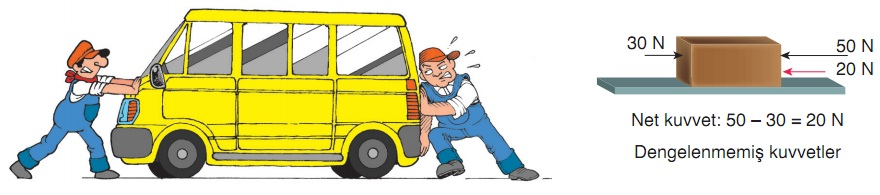 30 N
50 N
20 N
Net kuvvet: 50 – 30 = 20 N
Dengelenmemiş kuvvetler